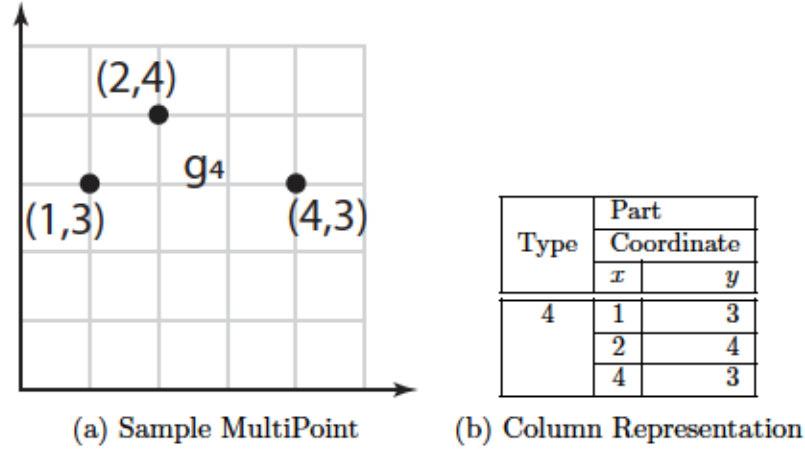 (2,4)
g₄
(1,3)
(4,3)
(a) Sample MultiPoint
Type
Part
Coordinate
x y
4 1 3
2 4
4 3
(b) Column Representation